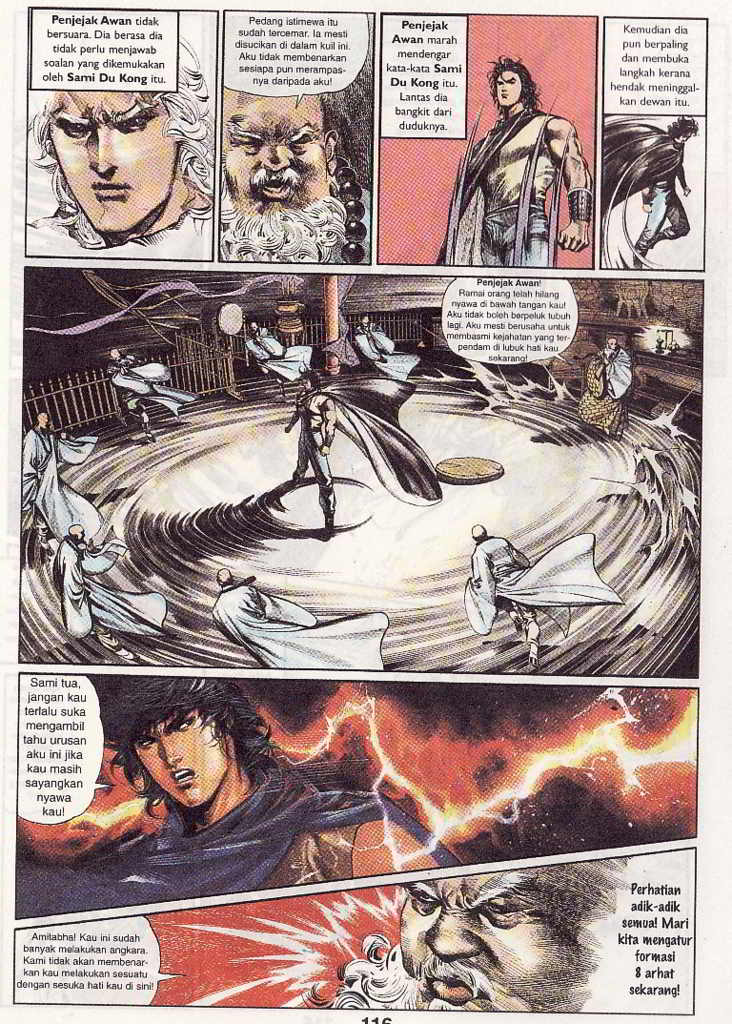 Penjejak Awan tidak
bersuara. Dia berasa dia
tidak perlu menjawab
soalan yang dikemukakan
oleh Sami Du Kong itu.
Pedang istimewa itu
sudah tercemar. Ia mesti
disucikan di dalam kuil ini.
Aku tidak membenarkan
sesiapa pun merampas-
nya daripada aku!
Penjejak
Awan marah
mendengar
kata-kata Sami
Du Kong itu.
Lantas dia
bangkit dari
duduknya.
Kemudian dia
pun berpaling
dan membuka
langkah kerana
hendak meninggal-
kan dewan itu.
Penjejak Awan!
Ramai orang telah hilang
nyawa di bawah tangan kau!
Aku tidak boleh berpeluk tubuh
lagi. Aku mesti berusaha untuk
membasmi kejahatan yang ter-
pendam di lubuk hati kau
sekarang!
Sami tua,
jangan kau
terlalu suka
mengambil
tahu urusan
aku ini jika
kau masih
sayangkan
nyawa
kau!
Amitabha! Kau ini sudah
banyak melakukan angkara.
Kami tidak akan membenar-
kan kau melakukan sesuatu
dengan sesuka hati kau di sini!
Perhatian
adik-adik
semua! Mari
kita mengatur
formasi
8 arhat
sekarang!
116